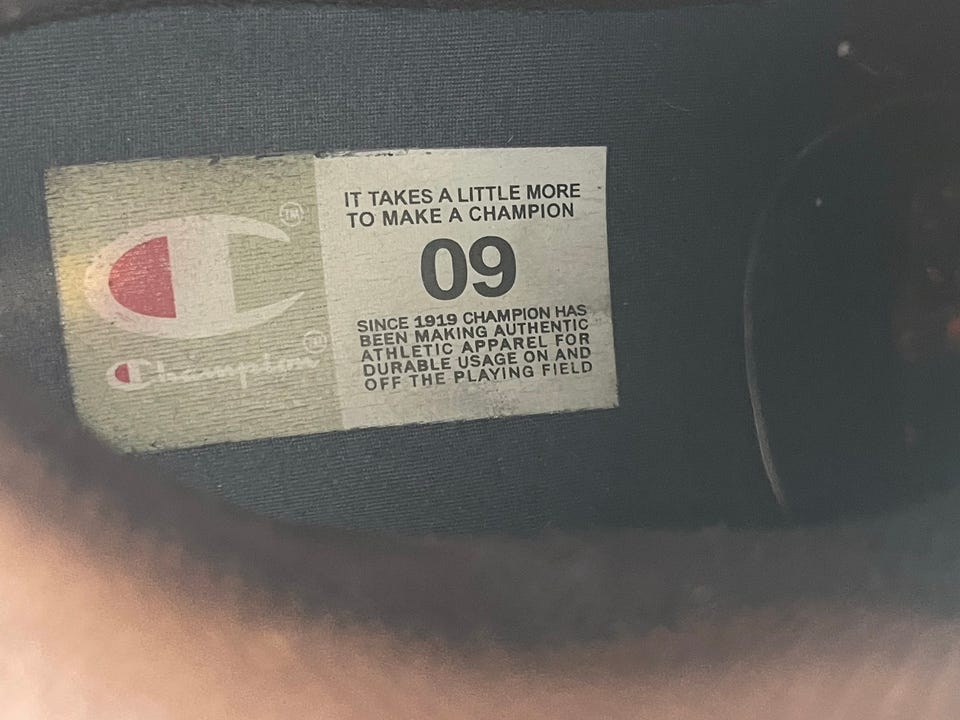 TM
Champion®
IT TAKES A LITTLE MORE
TO MAKE A CHAMPION
09
SINCE 1919 CHAMPION HAS
BEEN MAKING AUTHENTIC
ATHLETIC APPAREL FOR
DURABLE USAGE ON AND
OFF THE PLAYING FIELD